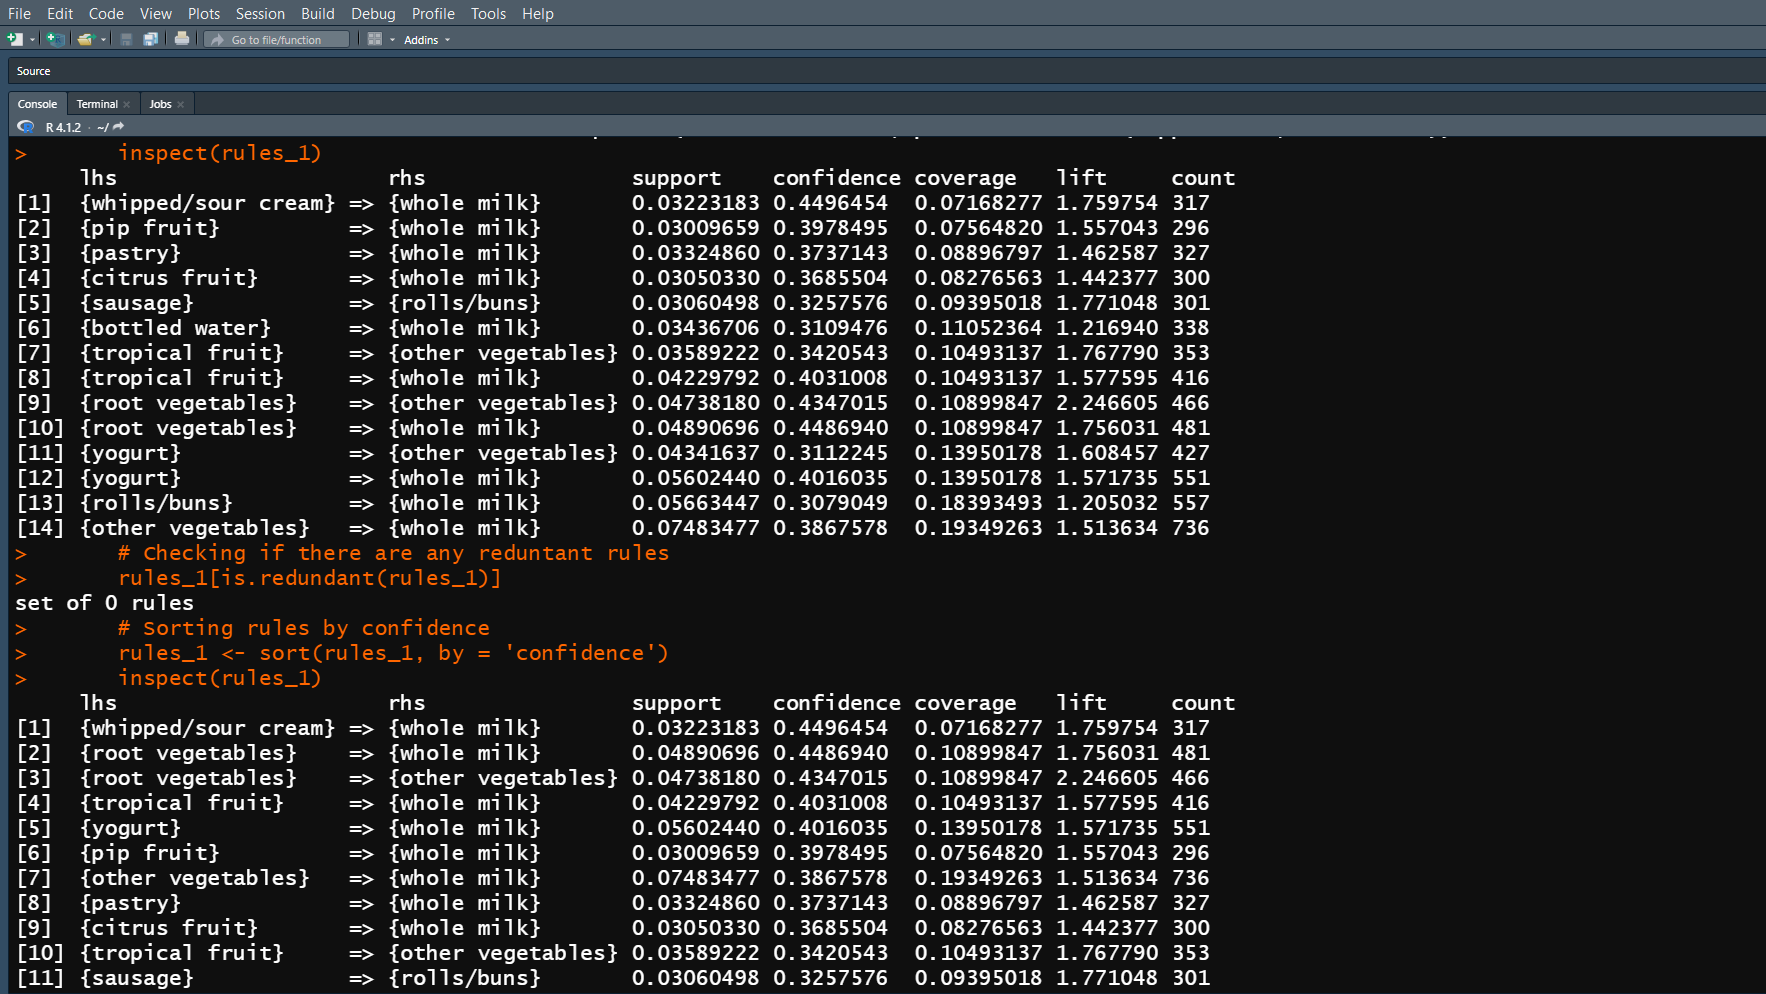 File Edit Code View Plots Session Build Debug Profile Tools Help
Go to file/function Addins
Source
Console Terminal Jobs
R 4.1.2 · ~/
> inspect(rules_1)
lhs rhs support confidence coverage lift count
[1] {whipped/sour cream} => {whole milk} 0.03223183 0.4496454 0.07168277 1.759754 317
[2] {pip fruit} => {whole milk} 0.03009659 0.3978495 0.07564820 1.557043 296
[3] {pastry} => {whole milk} 0.03324860 0.3737143 0.08896797 1.462587 327
[4] {citrus fruit} => {whole milk} 0.03050330 0.3685504 0.08276563 1.442377 300
[5] {sausage} => {rolls/buns} 0.03060498 0.3257576 0.09395018 1.771048 301
[6] {bottled water} => {whole milk} 0.03436706 0.3109476 0.11052364 1.216940 338
[7] {tropical fruit} => {other vegetables} 0.03589222 0.3420543 0.10493137 1.767790 353
[8] {tropical fruit} => {whole milk} 0.04229792 0.4031008 0.10493137 1.577595 416
[9] {root vegetables} => {other vegetables} 0.04738180 0.4347015 0.10899847 2.246605 466
[10] {root vegetables} => {whole milk} 0.04890696 0.4486940 0.10899847 1.756031 481
[11] {yogurt} => {other vegetables} 0.04341637 0.3112245 0.13950178 1.608457 427
[12] {yogurt} => {whole milk} 0.05602440 0.4016035 0.13950178 1.571735 551
[13] {rolls/buns} => {whole milk} 0.05663447 0.3079049 0.18393493 1.205032 557
[14] {other vegetables} => {whole milk} 0.07483477 0.3867578 0.19349263 1.513634 736
> # Checking if there are any reduntant rules
> rules_1[is.redundant(rules_1)]
set of 0 rules
> # Sorting rules by confidence
> rules_1 <- sort(rules_1, by = 'confidence')
> inspect(rules_1)
lhs rhs support confidence coverage lift count
[1] {whipped/sour cream} => {whole milk} 0.03223183 0.4496454 0.07168277 1.759754 317
[2] {root vegetables} => {whole milk} 0.04890696 0.4486940 0.10899847 1.756031 481
[3] {root vegetables} => {other vegetables} 0.04738180 0.4347015 0.10899847 2.246605 466
[4] {tropical fruit} => {whole milk} 0.04229792 0.4031008 0.10493137 1.577595 416
[5] {yogurt} => {whole milk} 0.05602440 0.4016035 0.13950178 1.571735 551
[6] {pip fruit} => {whole milk} 0.03009659 0.3978495 0.07564820 1.557043 296
[7] {other vegetables} => {whole milk} 0.07483477 0.3867578 0.19349263 1.513634 736
[8] {pastry} => {whole milk} 0.03324860 0.3737143 0.08896797 1.462587 327
[9] {citrus fruit} => {whole milk} 0.03050330 0.3685504 0.08276563 1.442377 300
[10] {tropical fruit} => {other vegetables} 0.03589222 0.3420543 0.10493137 1.767790 353
[11] {sausage} => {rolls/buns} 0.03060498 0.3257576 0.09395018 1.771048 301